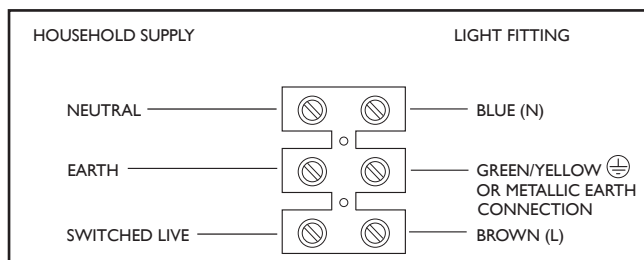 HOUSEHOLD SUPPLY LIGHT FITTING
NEUTRAL BLUE (N)
EARTH GREEN/YELLOW
OR METALLIC EARTH
CONNECTION
SWITCHED LIVE BROWN (L)